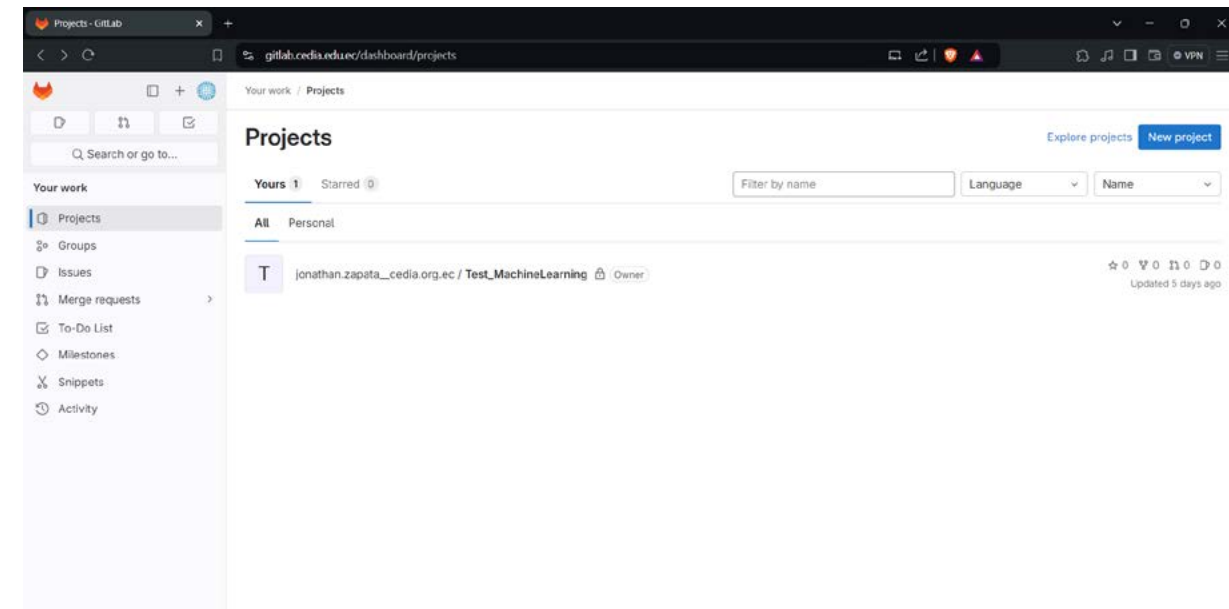 Projects - GitLab
gitlab.cedia.edu.ec/dashboard/projects
VPN
Your work / Projects
Search or go to...
Your work
Projects
Groups
Issues
Merge requests
To-Do List
Milestones
Snippets
Activity
Projects
Explore projects New project
Yours 1 Starred 0 Filter by name Language Name
All Personal
T jonathan.zapata__cedia.org.ec / Test_MachineLearning Owner 0 0 0 0
Updated 5 days ago